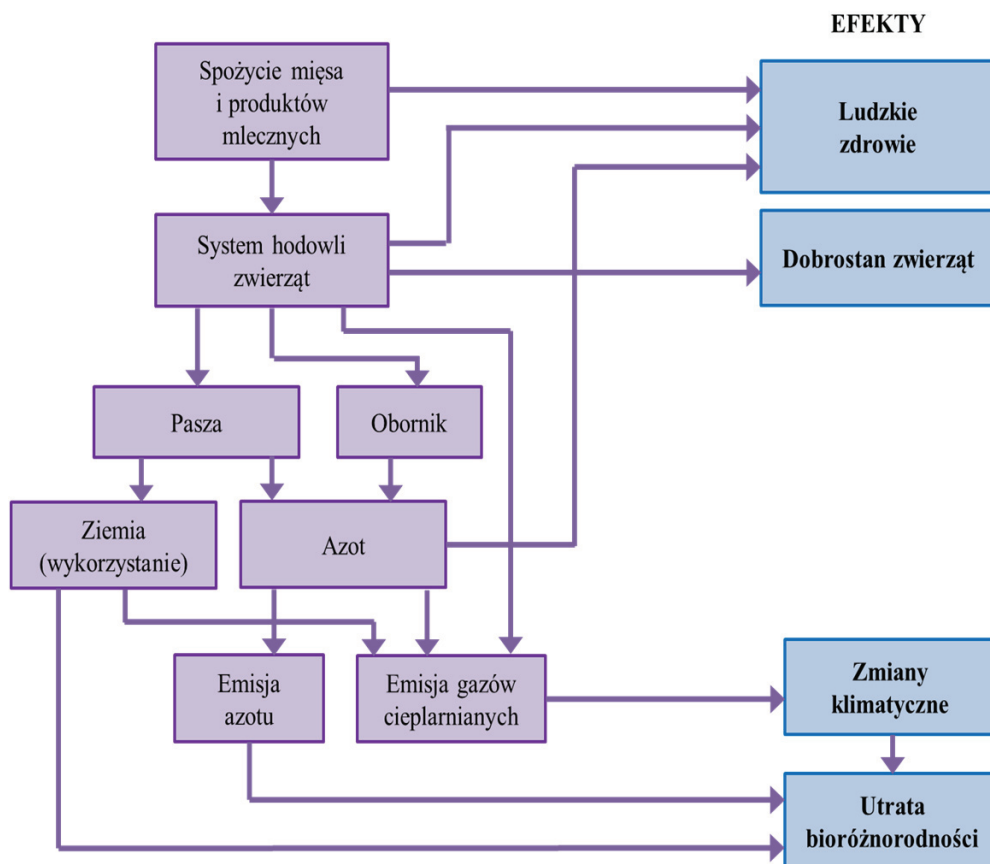 EFEKTY
Spożycie mięsa
i produktów
mlecznych
Ludzkie
zdrowie
System hodowli
zwierząt
Dobrostan zwierząt
Pasza
Obornik
Ziemia
(wykorzystanie)
Azot
Emisja
azotu
Emisja gazów
cieplarnianych
Zmiany
klimatyczne
Utrata
bioróżnorodności